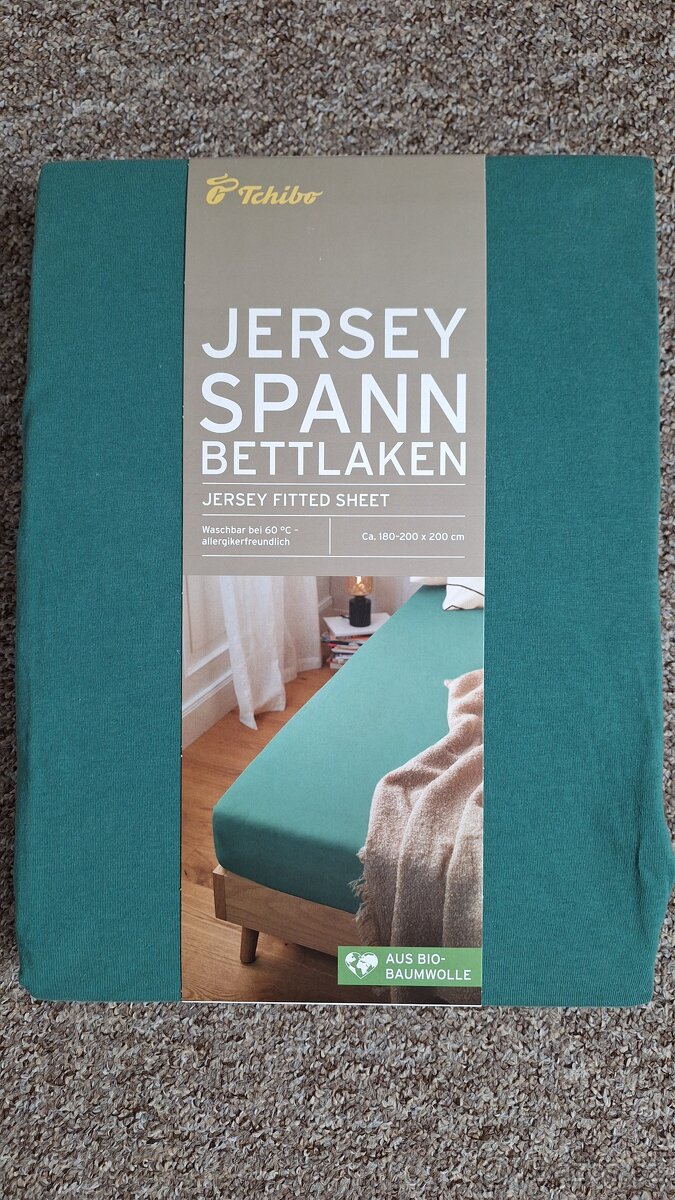 Tchibo
JERSEY
SPANN
BETTLAKEN
JERSEY FITTED SHEET
Waschbar bei 60 °C –
allergikerfreundlich
Ca. 180–200 x 200 cm
AUS BIO-
BAUMWOLLE